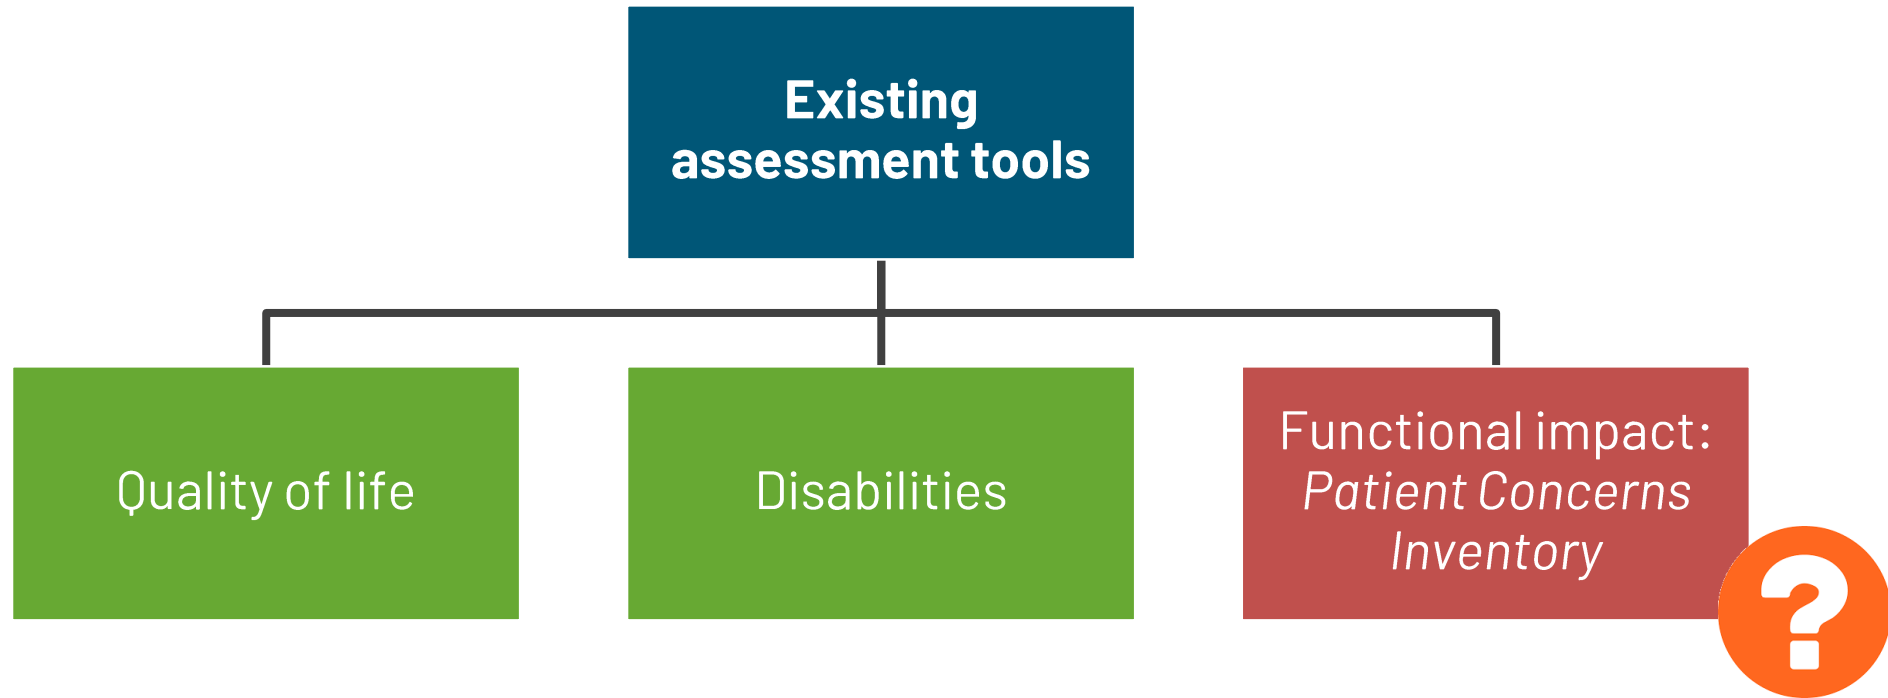 Existing
assessment tools
Quality of life
Disabilities
Functional impact:
Patient Concerns
Inventory
?